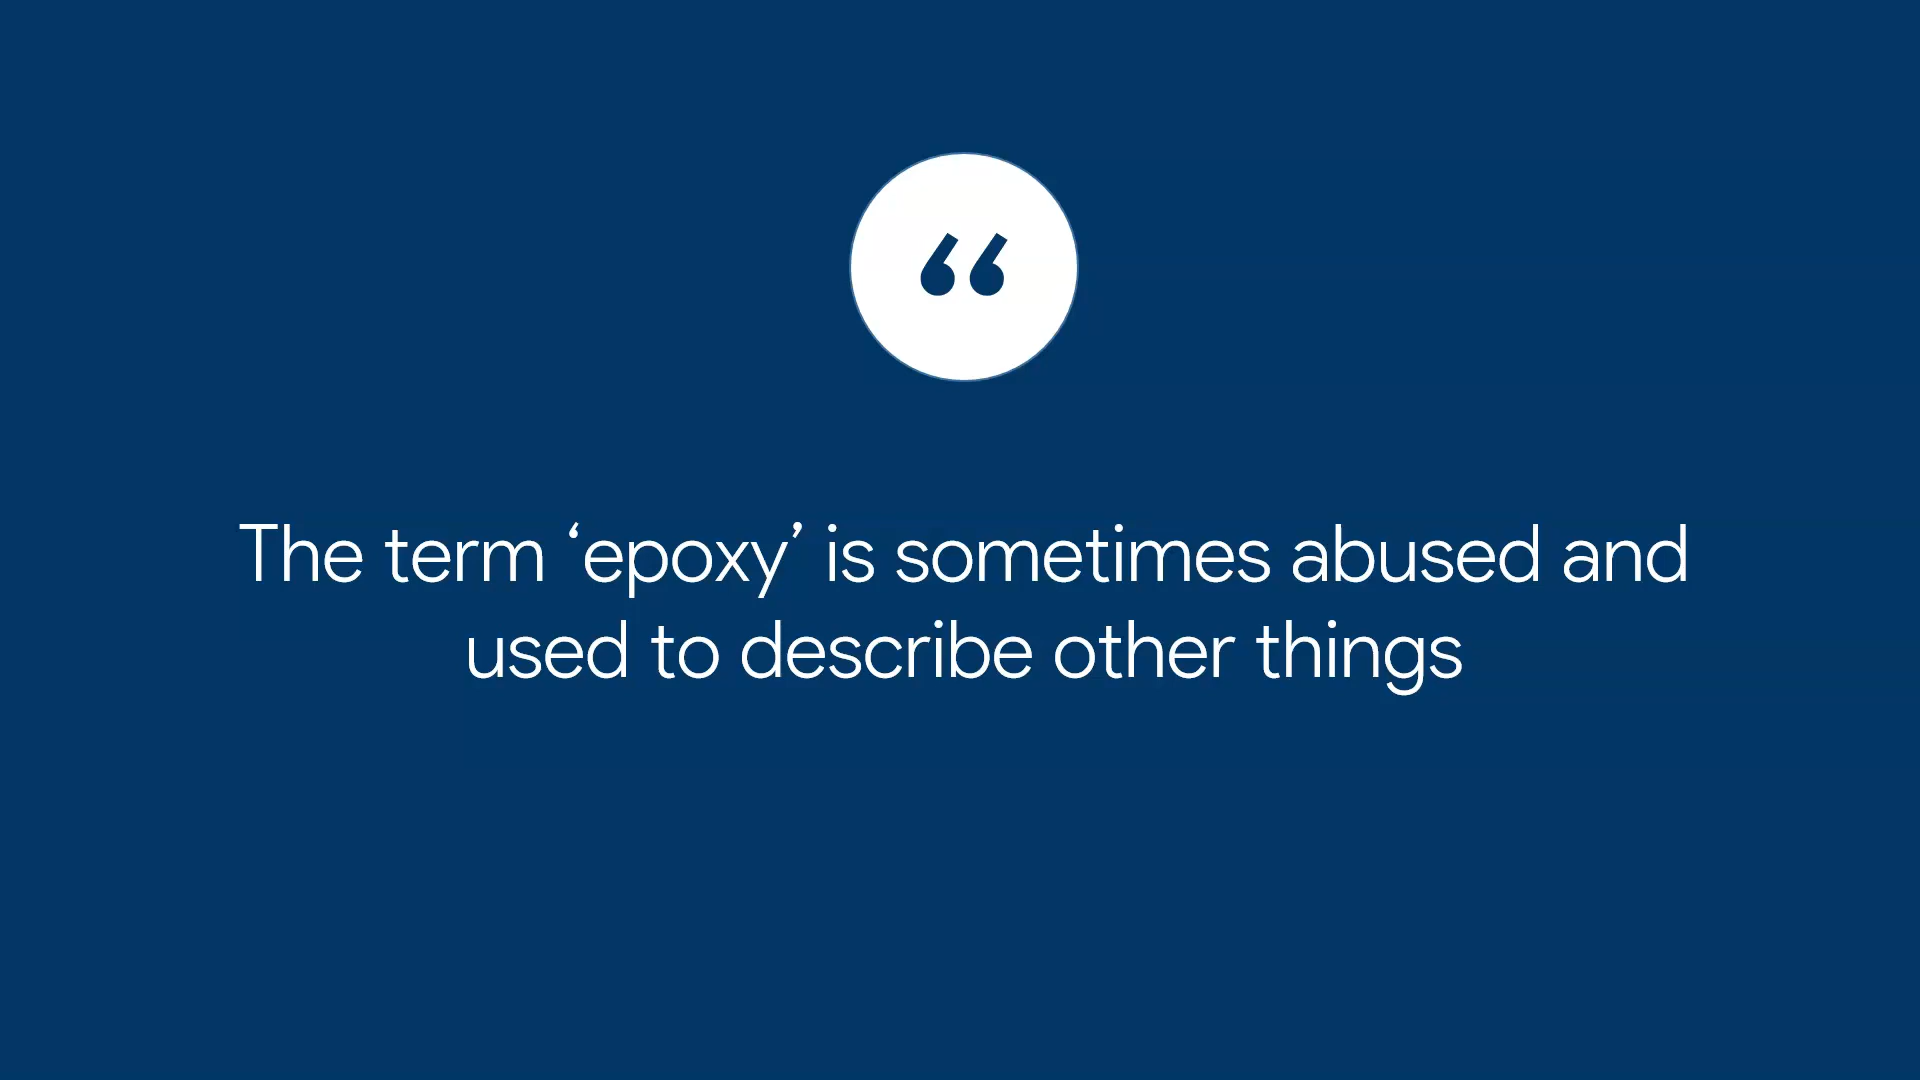 “
The term ‘epoxy’ is sometimes abused and
used to describe other things